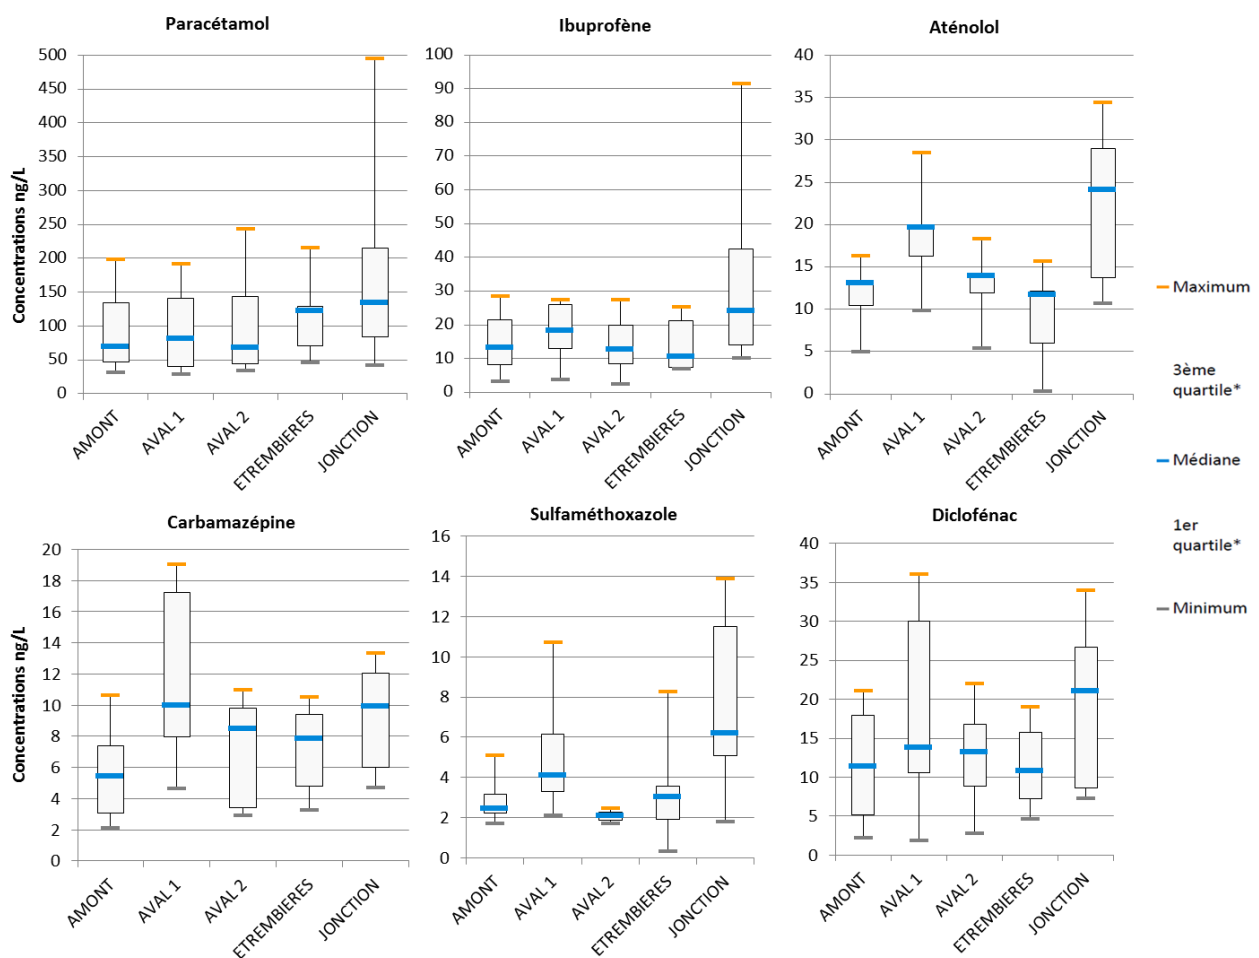 Paracétamol
Concentrations ng/L
500
450
400
350
300
250
200
150
100
50
0
AMONT
AVAL 1
AVAL 2
ETREMBIERES
JONCTION
Ibuprofène
100
90
80
70
60
50
40
30
20
10
0
AMONT
AVAL 1
AVAL 2
ETREMBIERES
JONCTION
Aténolol
40
35
30
25
20
15
10
5
0
AMONT
AVAL 1
AVAL 2
ETREMBIERES
JONCTION
Maximum
3ème
quartile*
Médiane
1er
quartile*
Minimum
Carbamazépine
Concentrations ng/L
20
18
16
14
12
10
8
6
4
2
0
AMONT
AVAL 1
AVAL 2
ETREMBIERES
JONCTION
Sulfaméthoxazole
16
14
12
10
8
6
4
2
0
AMONT
AVAL 1
AVAL 2
ETREMBIERES
JONCTION
Diclofénac
40
35
30
25
20
15
10
5
0
AMONT
AVAL 1
AVAL 2
ETREMBIERES
JONCTION